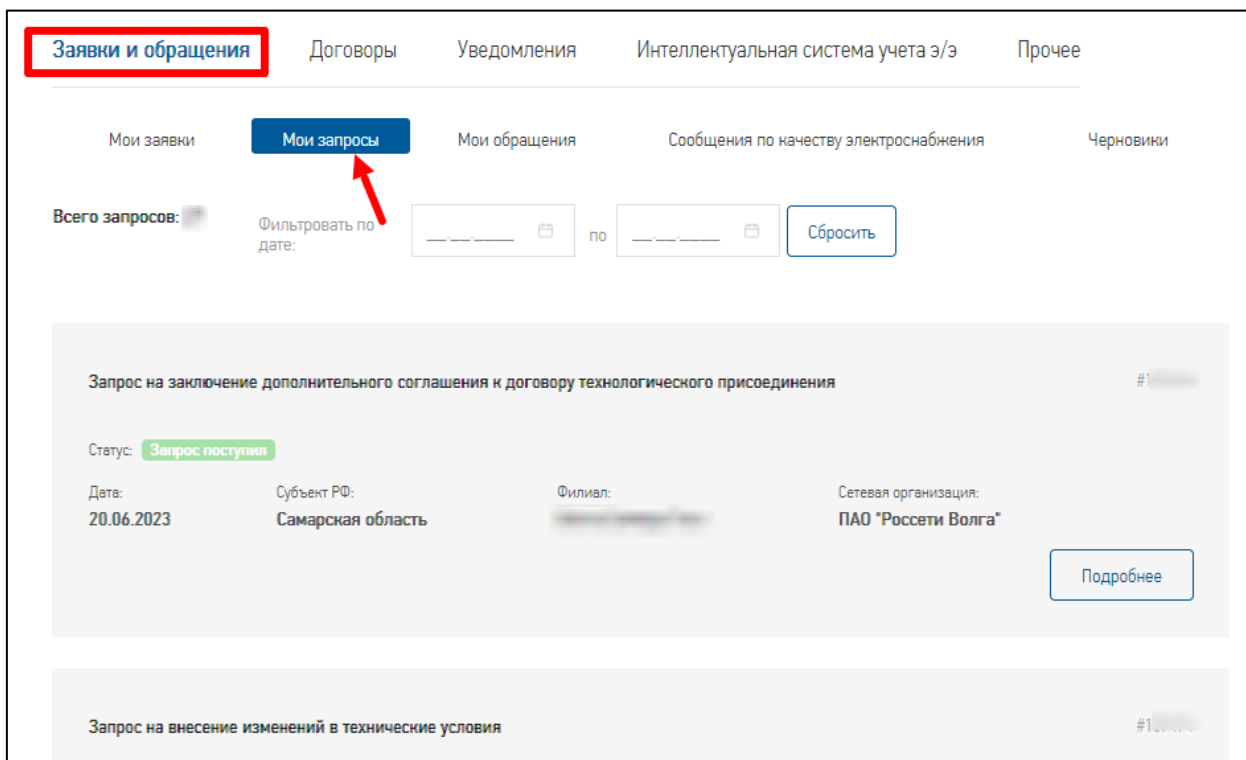 Заявки и обращения Договоры Уведомления Интеллектуальная система учета э/э Прочее
Мои заявки Мои запросы Мои обращения Сообщения по качеству электроснабжения Черновики
Всего запросов:
Фильтровать по
дате:
__.__.____ по __.__.____ Сбросить
Запрос на заключение дополнительного соглашения к договору технологического присоединения #1
Статус: Запрос поступил
Дата: Субъект РФ: Филиал: Сетевая организация:
20.06.2023 Самарская область ПАО "Россети Волга"
Подробнее
Запрос на внесение изменений в технические условия #1